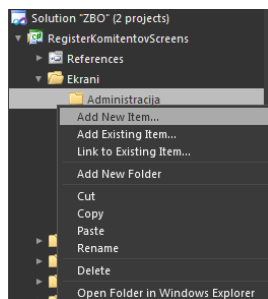 Solution "ZBO" (2 projects)
RegisterKomitentovScreens
References
Ekrani
Administracija
Add New Item...
Add Existing Item...
Link to Existing Item...
Add New Folder
Cut
Copy
Paste
Rename
Delete
Open Folder in Windows Explorer